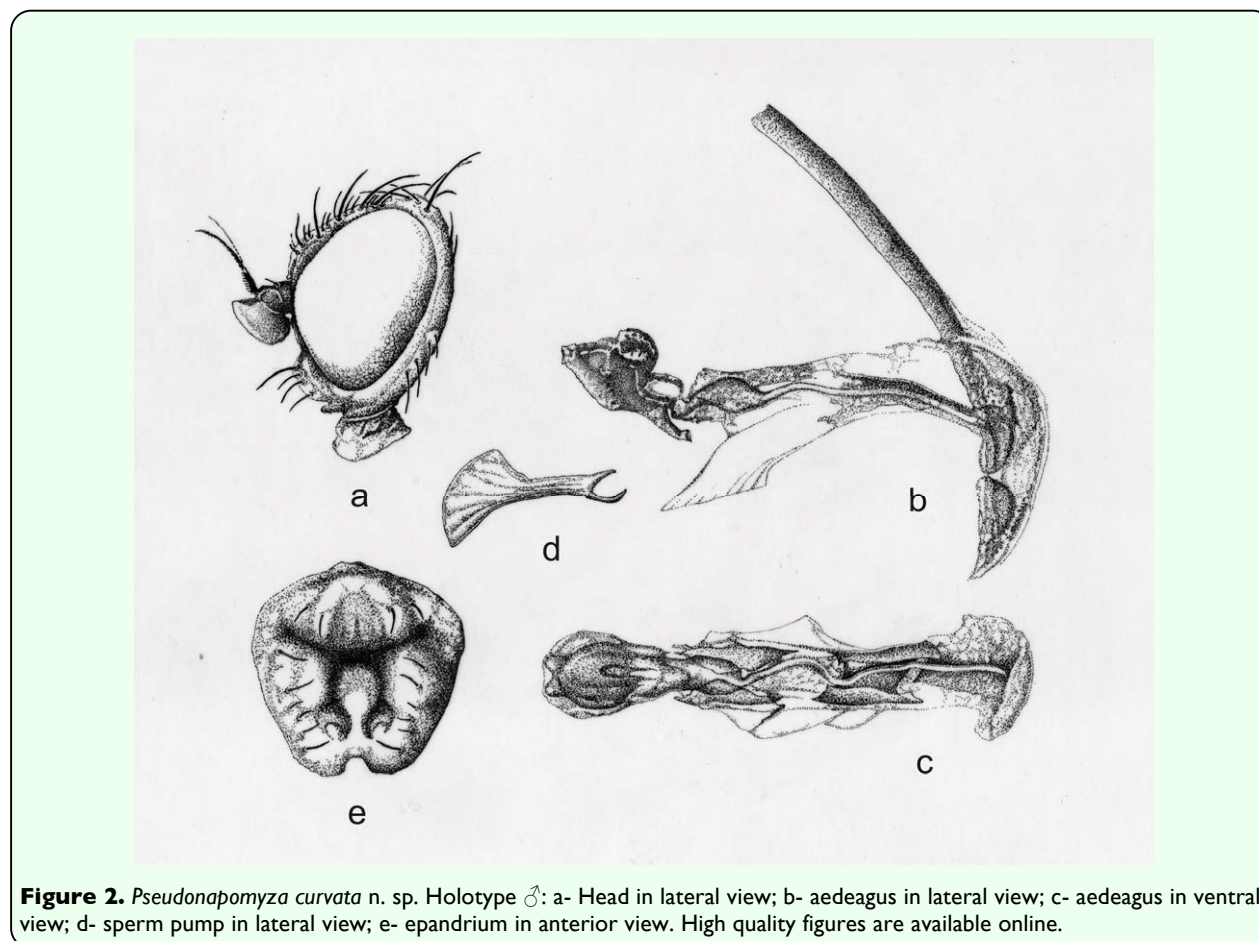 a
b
d
c
e
Figure 2. Pseudonapomyza curvata n. sp. Holotype ♂: a- Head in lateral view; b- aedeagus in lateral view; c- aedeagus in ventral
view; d- sperm pump in lateral view; e- epandrium in anterior view. High quality figures are available online.